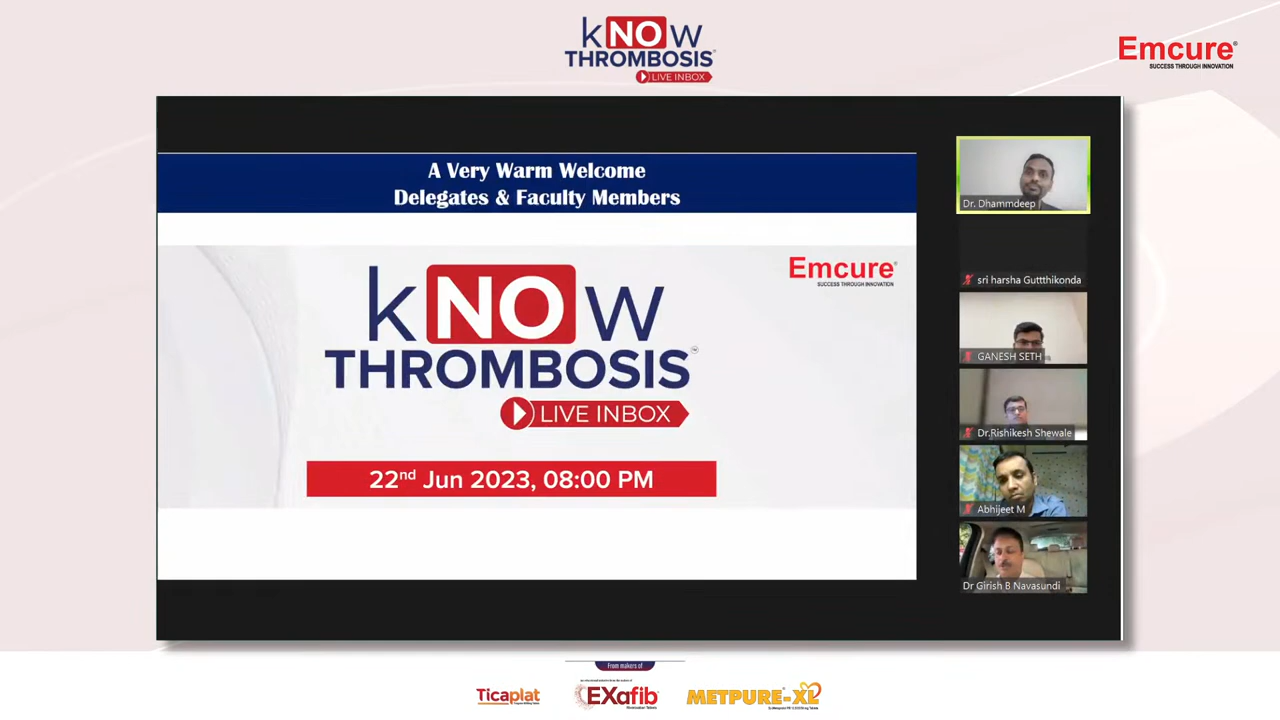 kNOw
THROMBOSIS
LIVE INBOX
Emcure®
SUCCESS THROUGH INNOVATION
A Very Warm Welcome
Delegates & Faculty Members
Emcure®
SUCCESS THROUGH INNOVATION
kNOw
THROMBOSIS
LIVE INBOX
22nd Jun 2023, 08:00 PM
Dr. Dhammdeep
sri harsha Guttthikonda
GANESH SETH
Dr.Rishikesh Shewale
Abhijeet M
Dr Girish B Navasundi
From makers of
Ticaplat
EXafib
METPURE-XL